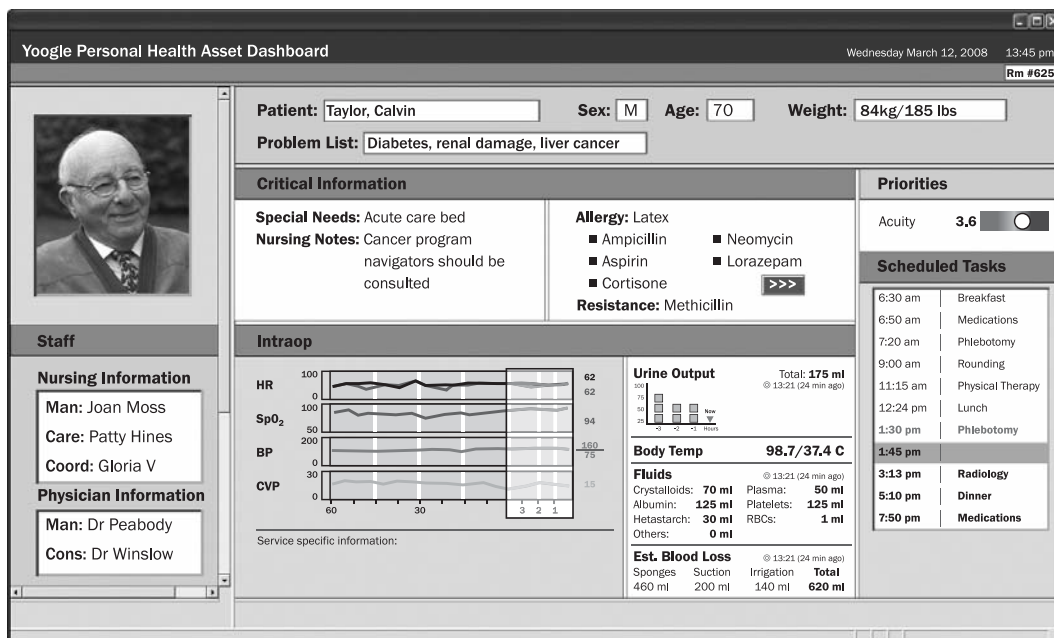 Yoogle Personal Health Asset Dashboard
Wednesday March 12, 2008 13:45 pm
Rm #625
Patient: Taylor, Calvin Sex: M Age: 70 Weight: 84kg/185 lbs
Problem List: Diabetes, renal damage, liver cancer
Critical Information
Special Needs: Acute care bed
Nursing Notes: Cancer program
navigators should be
consulted
Allergy: Latex
Ampicillin Neomycin
Aspirin Lorazepam
Cortisone >>>
Resistance: Methicillin
Priorities
Acuity 3.6
Scheduled Tasks
6:30 am Breakfast
6:50 am Medications
7:20 am Phlebotomy
9:00 am Rounding
11:15 am Physical Therapy
12:24 pm Lunch
1:30 pm Phlebotomy
1:45 pm
3:13 pm Radiology
5:10 pm Dinner
7:50 pm Medications
Staff
Nursing Information
Man: Joan Moss
Care: Patty Hines
Coord: Gloria V
Physician Information
Man: Dr Peabody
Cons: Dr Winslow
Intraop
HR 100 0 62 62
SpO2 100 50 94
BP 200 0 160 75
CVP 30 0 15
60 30 3 2 1
Service specific information:
Urine Output Total: 175 ml
13:21 (24 min ago)
100
75
50
25
Now
-3 -2 -1 Hours
Body Temp 98.7/37.4 C
Fluids 13:21 (24 min ago)
Crystalloids: 70 ml Plasma: 50 ml
Albumin: 125 ml Platelets: 125 ml
Hetastarch: 30 ml RBCs: 1 ml
Others: 0 ml
Est. Blood Loss 13:21 (24 min ago)
Sponges Suction Irrigation Total
460 ml 200 ml 140 ml 620 ml